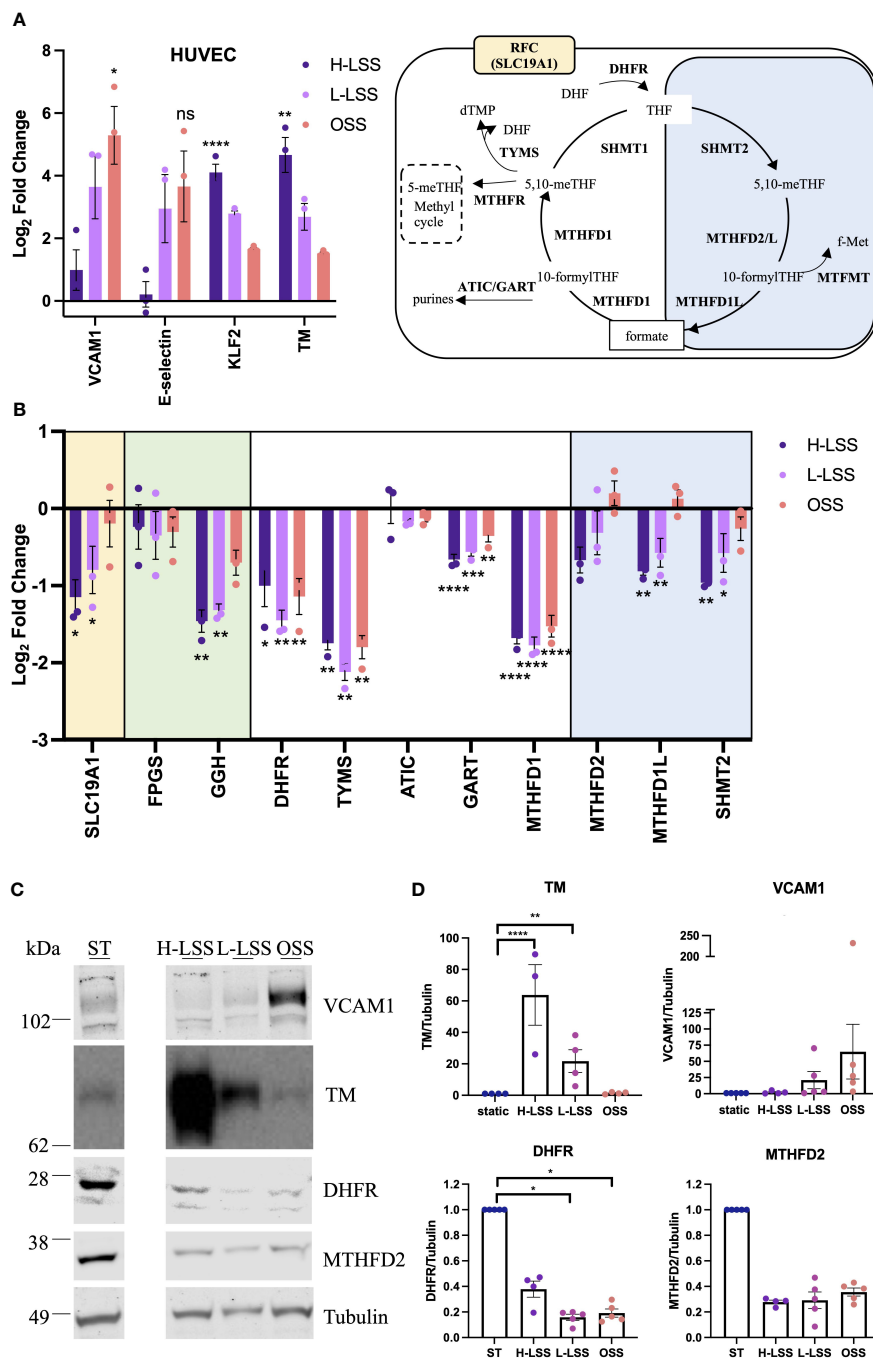 A
HUVEC
H-LSS
L-LSS
OSS
Log2 Fold Change
8
6
4
2
0
*
ns
****
**
VCAM1
E-selectin
KLF2
TM
RFC
(SLC19A1)
DHFR
DHF
THF
dTMP
DHF
TYMS
SHMT1
SHMT2
5-meTHF
Methyl
cycle
MTHFR
5,10-meTHF
5,10-meTHF
MTHFD1
MTHFD2/L
f-Met
10-formylTHF
10-formylTHF
MTFMT
ATIC/GART
purines
MTHFD1
MTHFD1L
formate
B
H-LSS
L-LSS
OSS
Log2 Fold Change
1
0
-1
-2
-3
* *
** **
* ****
** ** **
**** *** **
**** **** ****
** **
** *
SLC19A1
FPGS
GGH
DHFR
TYMS
ATIC
GART
MTHFD1
MTHFD2
MTHFD1L
SHMT2
C
kDa
ST
H-LSS L-LSS OSS
102
VCAM1
TM
62
28
DHFR
38
MTHFD2
49
Tubulin
D
TM
**
****
TM/Tubulin
100
80
60
40
20
0
static H-LSS L-LSS OSS
VCAM1
VCAM1/Tubulin
250
200
125
100
75
50
25
0
static H-LSS L-LSS OSS
DHFR
*
*
DHFR/Tubulin
1.2
1.0
0.8
0.6
0.4
0.2
0.0
ST H-LSS L-LSS OSS
MTHFD2
MTHFD2/Tubulin
1.2
1.0
0.8
0.6
0.4
0.2
0.0
ST H-LSS L-LSS OSS